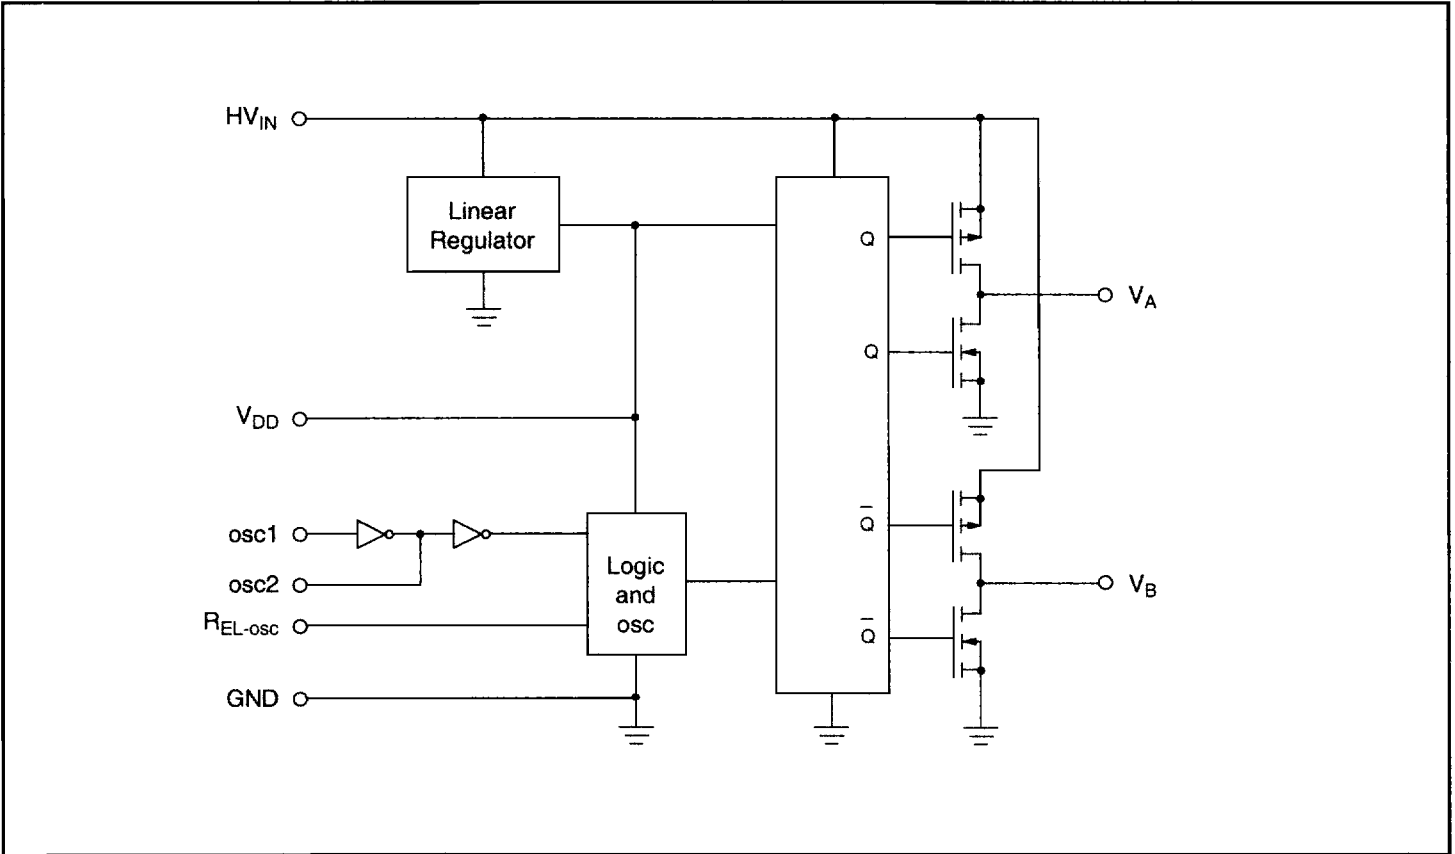 HV_IN
Linear
Regulator
Q
V_A
Q
V_DD
osc1
Q̅
osc2
Logic
and
osc
V_B
R_EL-osc
Q̅
GND